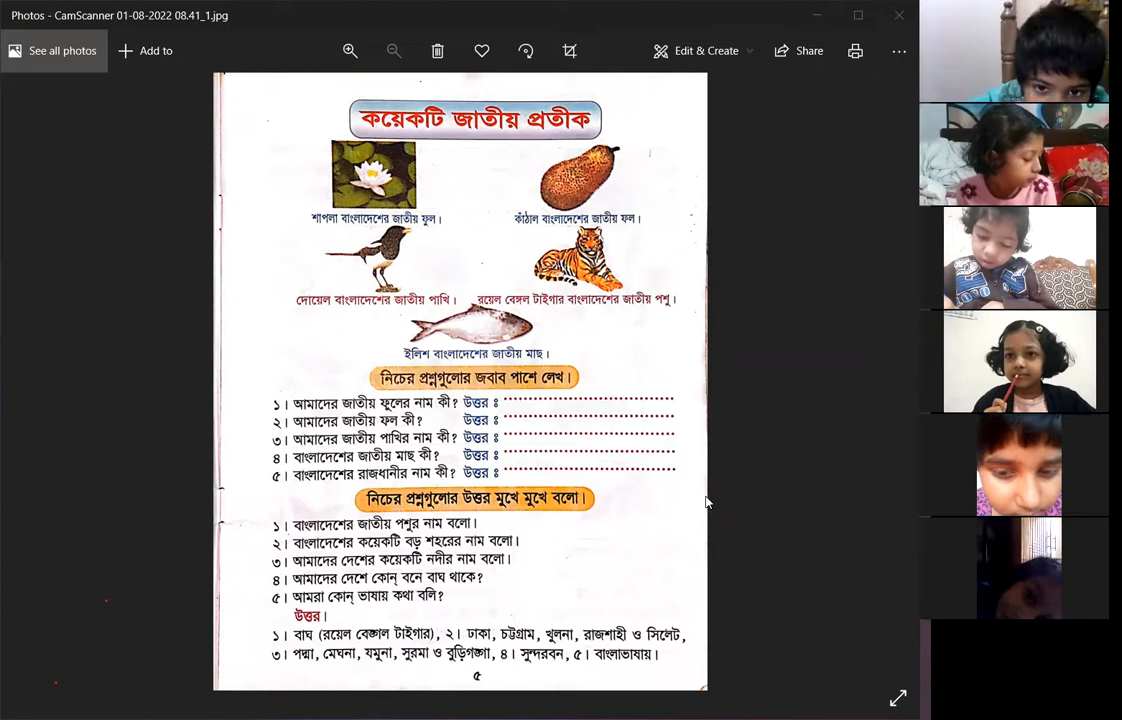 Photos - CamScanner 01-08-2022 08.41_1.jpg
See all photos
Add to
Edit & Create
Share
কয়েকটি জাতীয় প্রতীক
শাপলা বাংলাদেশের জাতীয় ফুল।
কাঁঠাল বাংলাদেশের জাতীয় ফল।
দোয়েল বাংলাদেশের জাতীয় পাখি।
রয়েল বেঙ্গল টাইগার বাংলাদেশের জাতীয় পশু।
ইলিশ বাংলাদেশের জাতীয় মাছ।
নিচের প্রশ্নগুলোর জবাব পাশে লেখ।
১। আমাদের জাতীয় ফুলের নাম কী? উত্তর ঃ
২। আমাদের জাতীয় ফল কী? উত্তর ঃ
৩। আমাদের জাতীয় পাখির নাম কী? উত্তর ঃ
৪। বাংলাদেশের জাতীয় মাছ কী? উত্তর ঃ
৫। বাংলাদেশের রাজধানীর নাম কী? উত্তর ঃ
নিচের প্রশ্নগুলোর উত্তর মুখে মুখে বলো।
১। বাংলাদেশের জাতীয় পশুর নাম বলো।
২। বাংলাদেশের কয়েকটি বড় শহরের নাম বলো।
৩। আমাদের দেশের কয়েকটি নদীর নাম বলো।
৪। আমাদের দেশে কোন্ বনে বাঘ থাকে?
৫। আমরা কোন্ ভাষায় কথা বলি?
উত্তর।
১। বাঘ (রয়েল বেঙ্গাল টাইগার), ২। ঢাকা, চট্টগ্রাম, খুলনা, রাজশাহী ও সিলেট,
৩। পদ্মা, মেঘনা, যমুনা, সুরমা ও বুড়িগঙ্গা, ৪। সুন্দরবন, ৫। বাংলাভাষায়।
৫